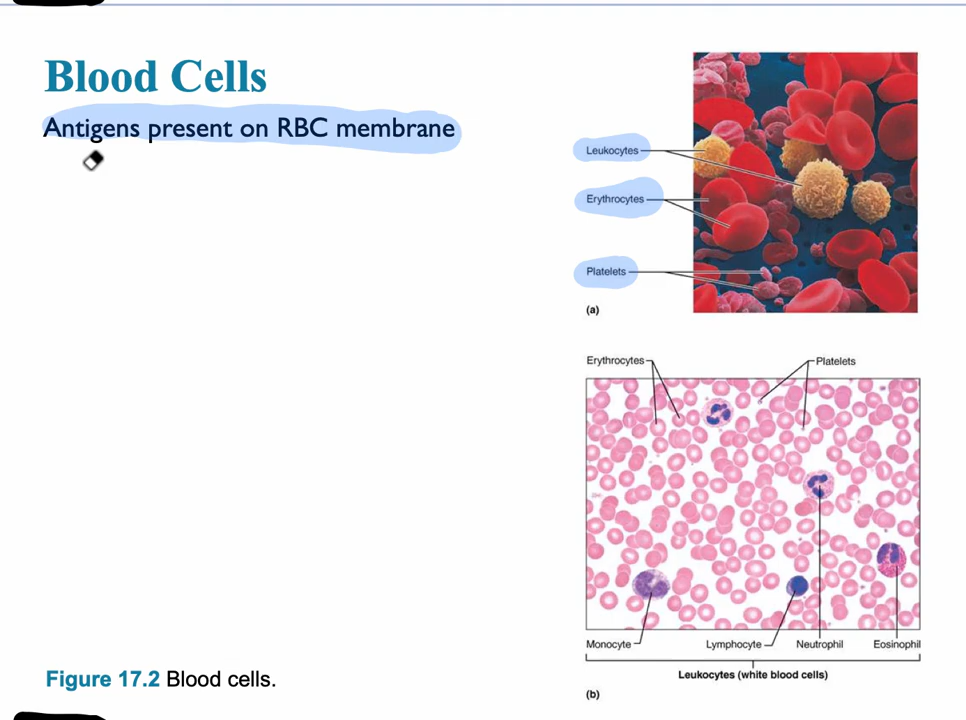 Blood Cells
Antigens present on RBC membrane
Leukocytes
Erythrocytes
Platelets
(a)
Erythrocytes
Platelets
Monocyte
Lymphocyte
Neutrophil
Eosinophil
Leukocytes (white blood cells)
(b)
Figure 17.2 Blood cells.